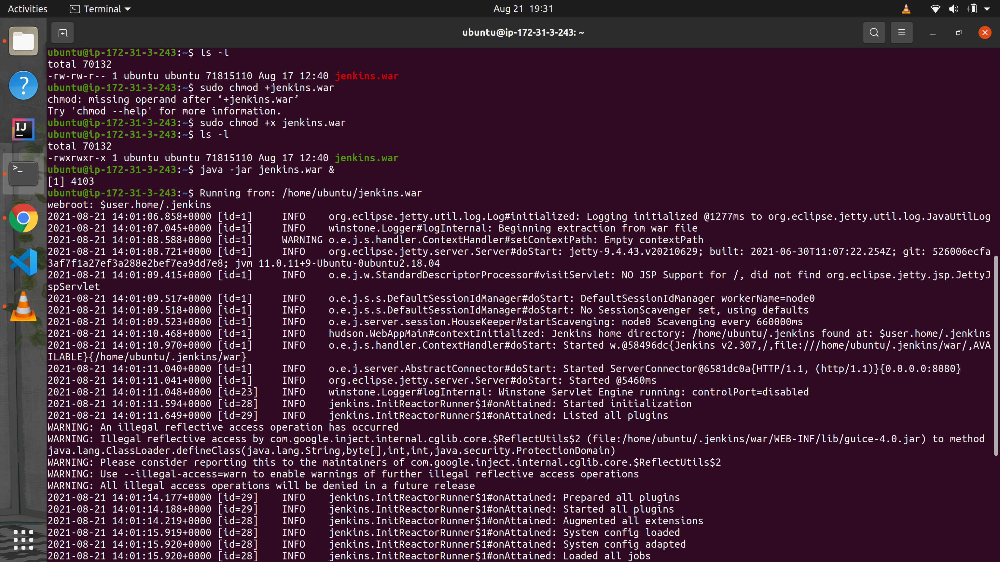 Activities Terminal Aug 21 19:31
ubuntu@ip-172-31-3-243: ~
ubuntu@ip-172-31-3-243:~$ ls -l
total 70132
-rw-rw-r-- 1 ubuntu ubuntu 71815110 Aug 17 12:40 jenkins.war
ubuntu@ip-172-31-3-243:~$ sudo chmod +jenkins.war
chmod: missing operand after ‘+jenkins.war’
Try 'chmod --help' for more information.
ubuntu@ip-172-31-3-243:~$ sudo chmod +x jenkins.war
ubuntu@ip-172-31-3-243:~$ ls -l
total 70132
-rwxrwxr-x 1 ubuntu ubuntu 71815110 Aug 17 12:40 jenkins.war
ubuntu@ip-172-31-3-243:~$ java -jar jenkins.war &
[1] 4103
ubuntu@ip-172-31-3-243:~$ Running from: /home/ubuntu/jenkins.war
webroot: $user.home/.jenkins
2021-08-21 14:01:06.858+0000 [id=1]     INFO    org.eclipse.jetty.util.log.Log#initialized: Logging initialized @1277ms to org.eclipse.jetty.util.log.JavaUtilLog
2021-08-21 14:01:07.045+0000 [id=1]     INFO    winstone.Logger#logInternal: Beginning extraction from war file
2021-08-21 14:01:08.588+0000 [id=1]     WARNING o.e.j.s.handler.ContextHandler#setContextPath: Empty contextPath
2021-08-21 14:01:08.721+0000 [id=1]     INFO    org.eclipse.jetty.server.Server#doStart: jetty-9.4.43.v20210629; built: 2021-06-30T11:07:22.254Z; git: 526006ecfa
3af7f1a27ef3a288e2bef7ea9dd7e8; jvm 11.0.11+9-Ubuntu-0ubuntu2.18.04
2021-08-21 14:01:09.415+0000 [id=1]     INFO    o.e.j.w.StandardDescriptorProcessor#visitServlet: NO JSP Support for /, did not find org.eclipse.jetty.jsp.JettyJ
spServlet
2021-08-21 14:01:09.517+0000 [id=1]     INFO    o.e.j.s.s.DefaultSessionIdManager#doStart: DefaultSessionIdManager workerName=node0
2021-08-21 14:01:09.518+0000 [id=1]     INFO    o.e.j.s.s.DefaultSessionIdManager#doStart: No SessionScavenger set, using defaults
2021-08-21 14:01:09.523+0000 [id=1]     INFO    o.e.j.server.session.HouseKeeper#startScavenging: node0 Scavenging every 660000ms
2021-08-21 14:01:10.468+0000 [id=1]     INFO    hudson.WebAppMain#contextInitialized: Jenkins home directory: /home/ubuntu/.jenkins found at: $user.home/.jenkins
2021-08-21 14:01:10.970+0000 [id=1]     INFO    o.e.j.s.handler.ContextHandler#doStart: Started w.@58496dc{Jenkins v2.307,/,file:///home/ubuntu/.jenkins/war/,AVA
ILABLE}{/home/ubuntu/.jenkins/war}
2021-08-21 14:01:11.040+0000 [id=1]     INFO    o.e.j.server.AbstractConnector#doStart: Started ServerConnector@6581dc0a{HTTP/1.1, (http/1.1)}{0.0.0.0:8080}
2021-08-21 14:01:11.041+0000 [id=1]     INFO    org.eclipse.jetty.server.Server#doStart: Started @5460ms
2021-08-21 14:01:11.048+0000 [id=23]    INFO    winstone.Logger#logInternal: Winstone Servlet Engine running: controlPort=disabled
2021-08-21 14:01:11.594+0000 [id=28]    INFO    jenkins.InitReactorRunner$1#onAttained: Started initialization
2021-08-21 14:01:11.649+0000 [id=29]    INFO    jenkins.InitReactorRunner$1#onAttained: Listed all plugins
WARNING: An illegal reflective access operation has occurred
WARNING: Illegal reflective access by com.google.inject.internal.cglib.core.$ReflectUtils$2 (file:/home/ubuntu/.jenkins/war/WEB-INF/lib/guice-4.0.jar) to method
java.lang.ClassLoader.defineClass(java.lang.String,byte[],int,int,java.security.ProtectionDomain)
WARNING: Please consider reporting this to the maintainers of com.google.inject.internal.cglib.core.$ReflectUtils$2
WARNING: Use --illegal-access=warn to enable warnings of further illegal reflective access operations
WARNING: All illegal access operations will be denied in a future release
2021-08-21 14:01:14.177+0000 [id=29]    INFO    jenkins.InitReactorRunner$1#onAttained: Prepared all plugins
2021-08-21 14:01:14.188+0000 [id=29]    INFO    jenkins.InitReactorRunner$1#onAttained: Started all plugins
2021-08-21 14:01:14.219+0000 [id=28]    INFO    jenkins.InitReactorRunner$1#onAttained: Augmented all extensions
2021-08-21 14:01:15.919+0000 [id=28]    INFO    jenkins.InitReactorRunner$1#onAttained: System config loaded
2021-08-21 14:01:15.920+0000 [id=28]    INFO    jenkins.InitReactorRunner$1#onAttained: System config adapted
2021-08-21 14:01:15.920+0000 [id=28]    INFO    jenkins.InitReactorRunner$1#onAttained: Loaded all jobs
IJ